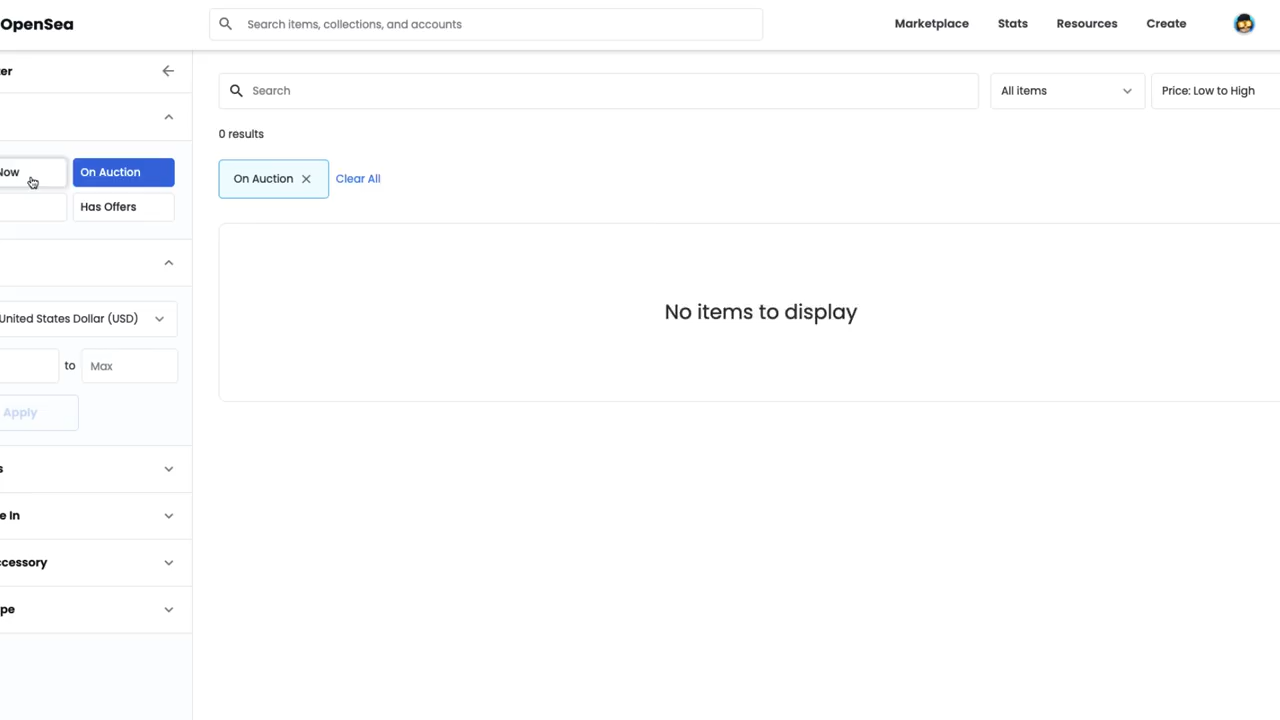 OpenSea
Search items, collections, and accounts
Marketplace
Stats
Resources
Create
ter
Search
All items
Price: Low to High
0 results
Now
On Auction
On Auction
Clear All
Has Offers
No items to display
United States Dollar (USD)
to
Max
Apply
s
e In
ccessory
pe